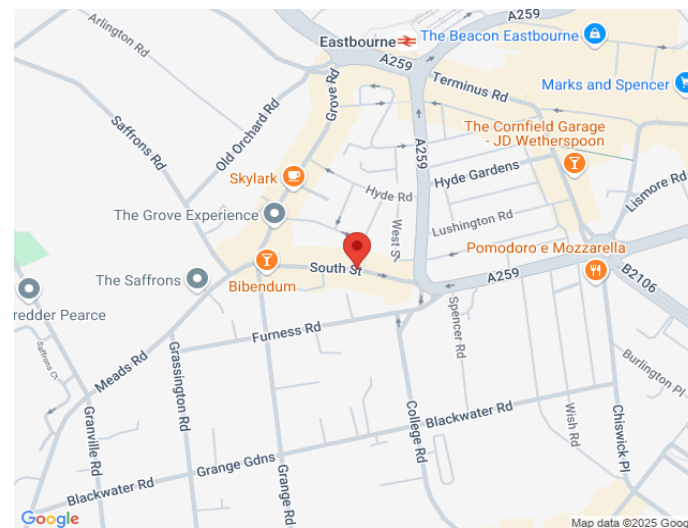 Arlington Rd
Eastbourne
A259
A259
The Beacon Eastbourne
Marks and Spencer
Terminus Rd
The Cornfield Garage
- JD Wetherspoon
Saffrons Rd
Old Orchard Rd
Grove Rd
A259
Skylark
Hyde Rd
Hyde Gardens
Lismore Rd
The Grove Experience
West St
Lushington Rd
Pomodoro e Mozzarella
South St
A259
B2106
The Saffrons
Bibendum
redder Pearce
Furness Rd
Spencer Rd
Saffrons Ct
Meads Rd
Grassington Rd
Burlington Pl
Granville Rd
College Rd
Blackwater Rd
Wish Rd
Chiswick Pl
Grange Gdns
Grange Rd
Blackwater Rd
Google
Map data ©2025 Goog